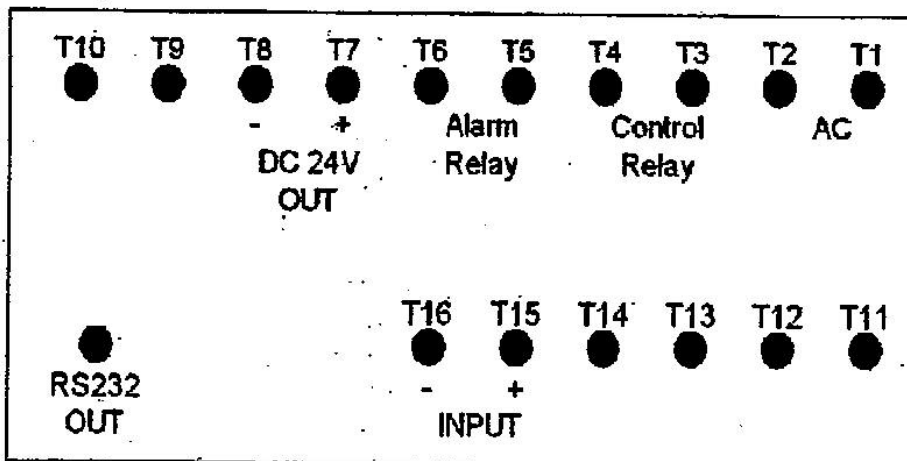 T10 T9 T8 T7 T6 T5 T4 T3 T2 T1
- + Alarm Control AC
DC 24V Relay Relay
OUT
T16 T15 T14 T13 T12 T11
RS232 - +
OUT INPUT